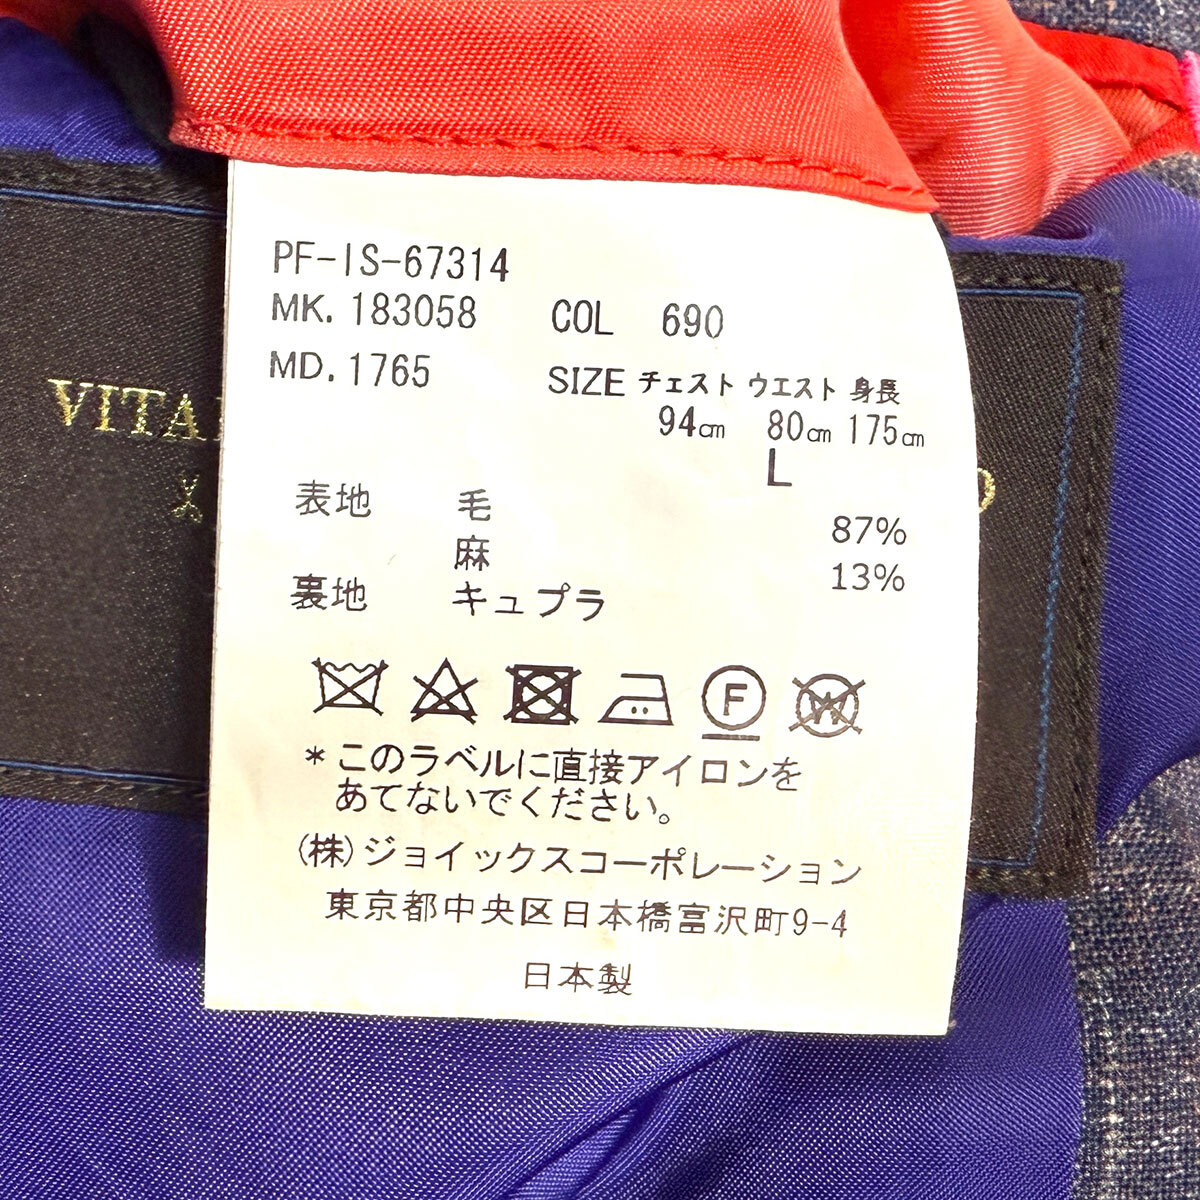 PF-IS-67314
MK. 183058 COL 690
MD. 1765 SIZE チェスト ウエスト 身長
94㎝ 80㎝ 175㎝
L
表地 毛 87%
麻 13%
裏地 キュプラ
F W
*このラベルに直接アイロンを
あてないでください。
(株)ジョイックスコーポレーション
東京都中央区日本橋富沢町9-4
日本製